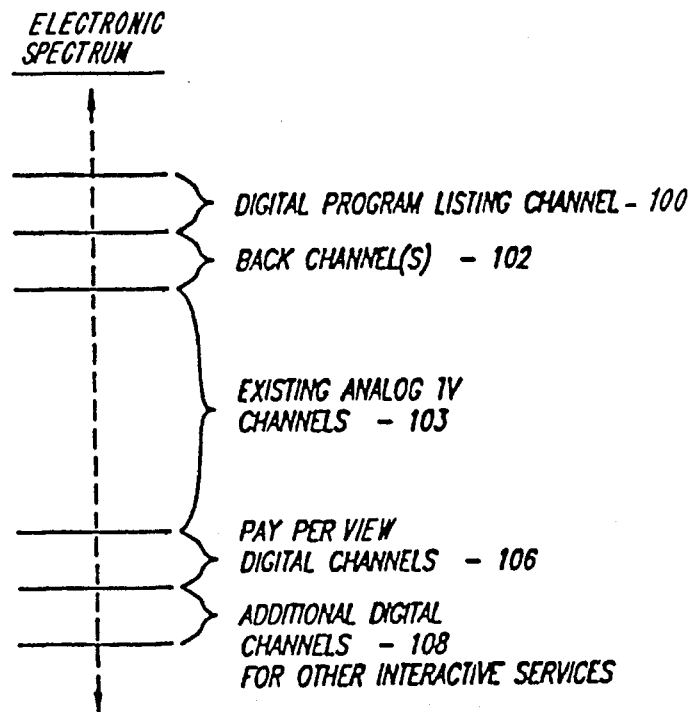 ELECTRONIC
SPECTRUM
DIGITAL PROGRAM LISTING CHANNEL - 100
BACK CHANNEL(S) - 102
EXISTING ANALOG TV
CHANNELS - 103
PAY PER VIEW
DIGITAL CHANNELS - 106
ADDITIONAL DIGITAL
CHANNELS - 108
FOR OTHER INTERACTIVE SERVICES